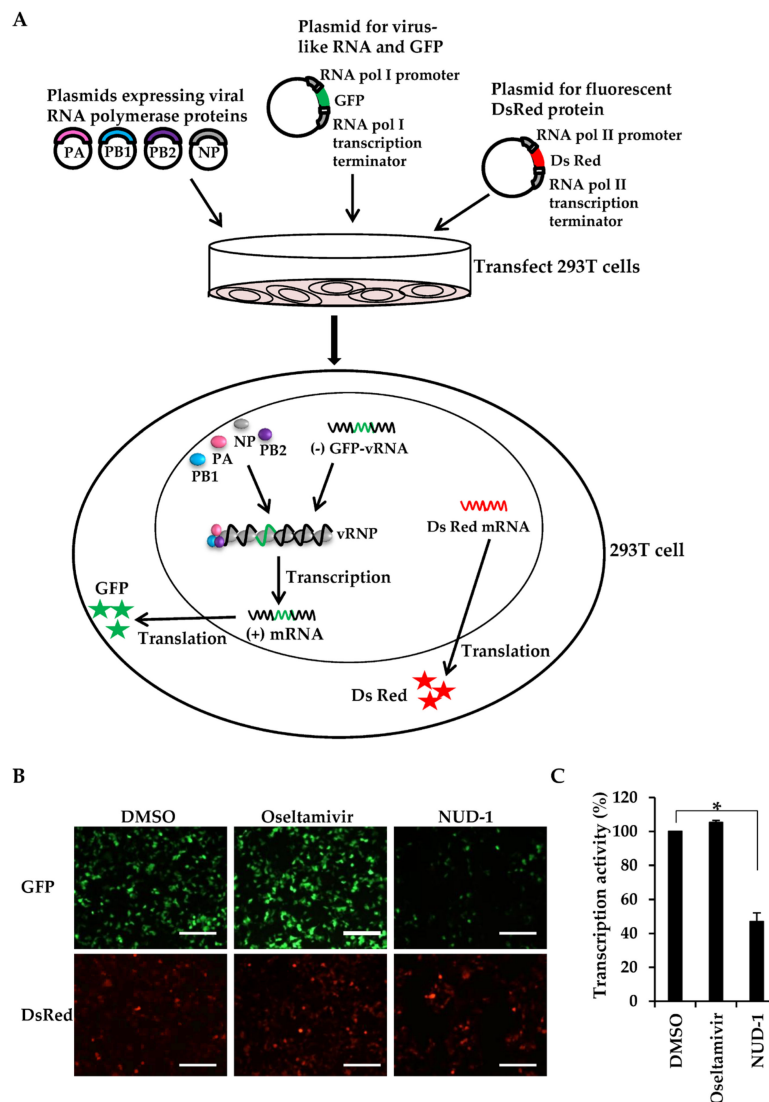 A
Plasmid for virus-
like RNA and GFP
RNA pol I promoter
GFP
RNA pol I
transcription
terminator
Plasmids expressing viral
RNA polymerase proteins
PA
PB1
PB2
NP
Plasmid for fluorescent
DsRed protein
RNA pol II promoter
Ds Red
RNA pol II
transcription
terminator
Transfect 293T cells
NP
PA
PB2
PB1
(-) GFP-vRNA
vRNP
Ds Red mRNA
293T cell
Transcription
GFP
Translation
(+) mRNA
Translation
Ds Red
B
DMSO
Oseltamivir
NUD-1
GFP
DsRed
C
Transcription activity (%)
120
100
80
60
40
20
0
*
DMSO
Oseltamivir
NUD-1